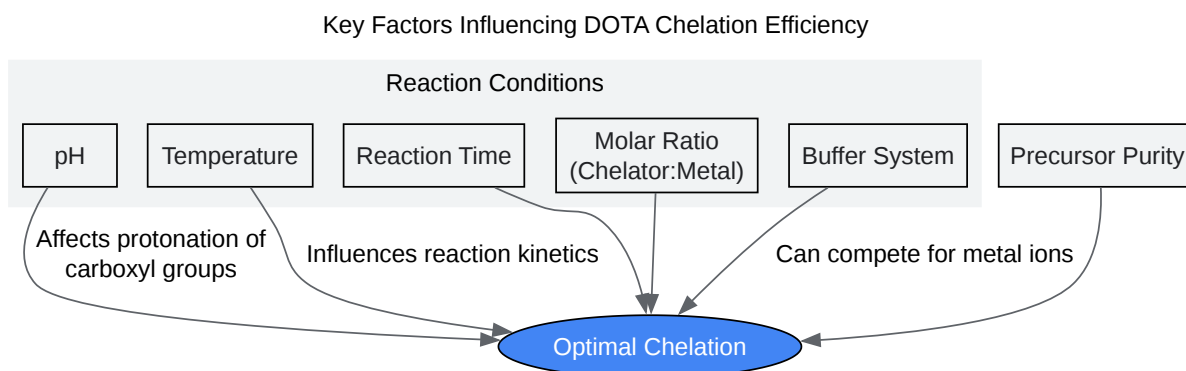 Key Factors Influencing DOTA Chelation Efficiency
Reaction Conditions
pH
Temperature
Reaction Time
Molar Ratio
(Chelator:Metal)
Buffer System
Precursor Purity
Affects protonation of
carboxyl groups
Influences reaction kinetics
Can compete for metal ions
Optimal Chelation